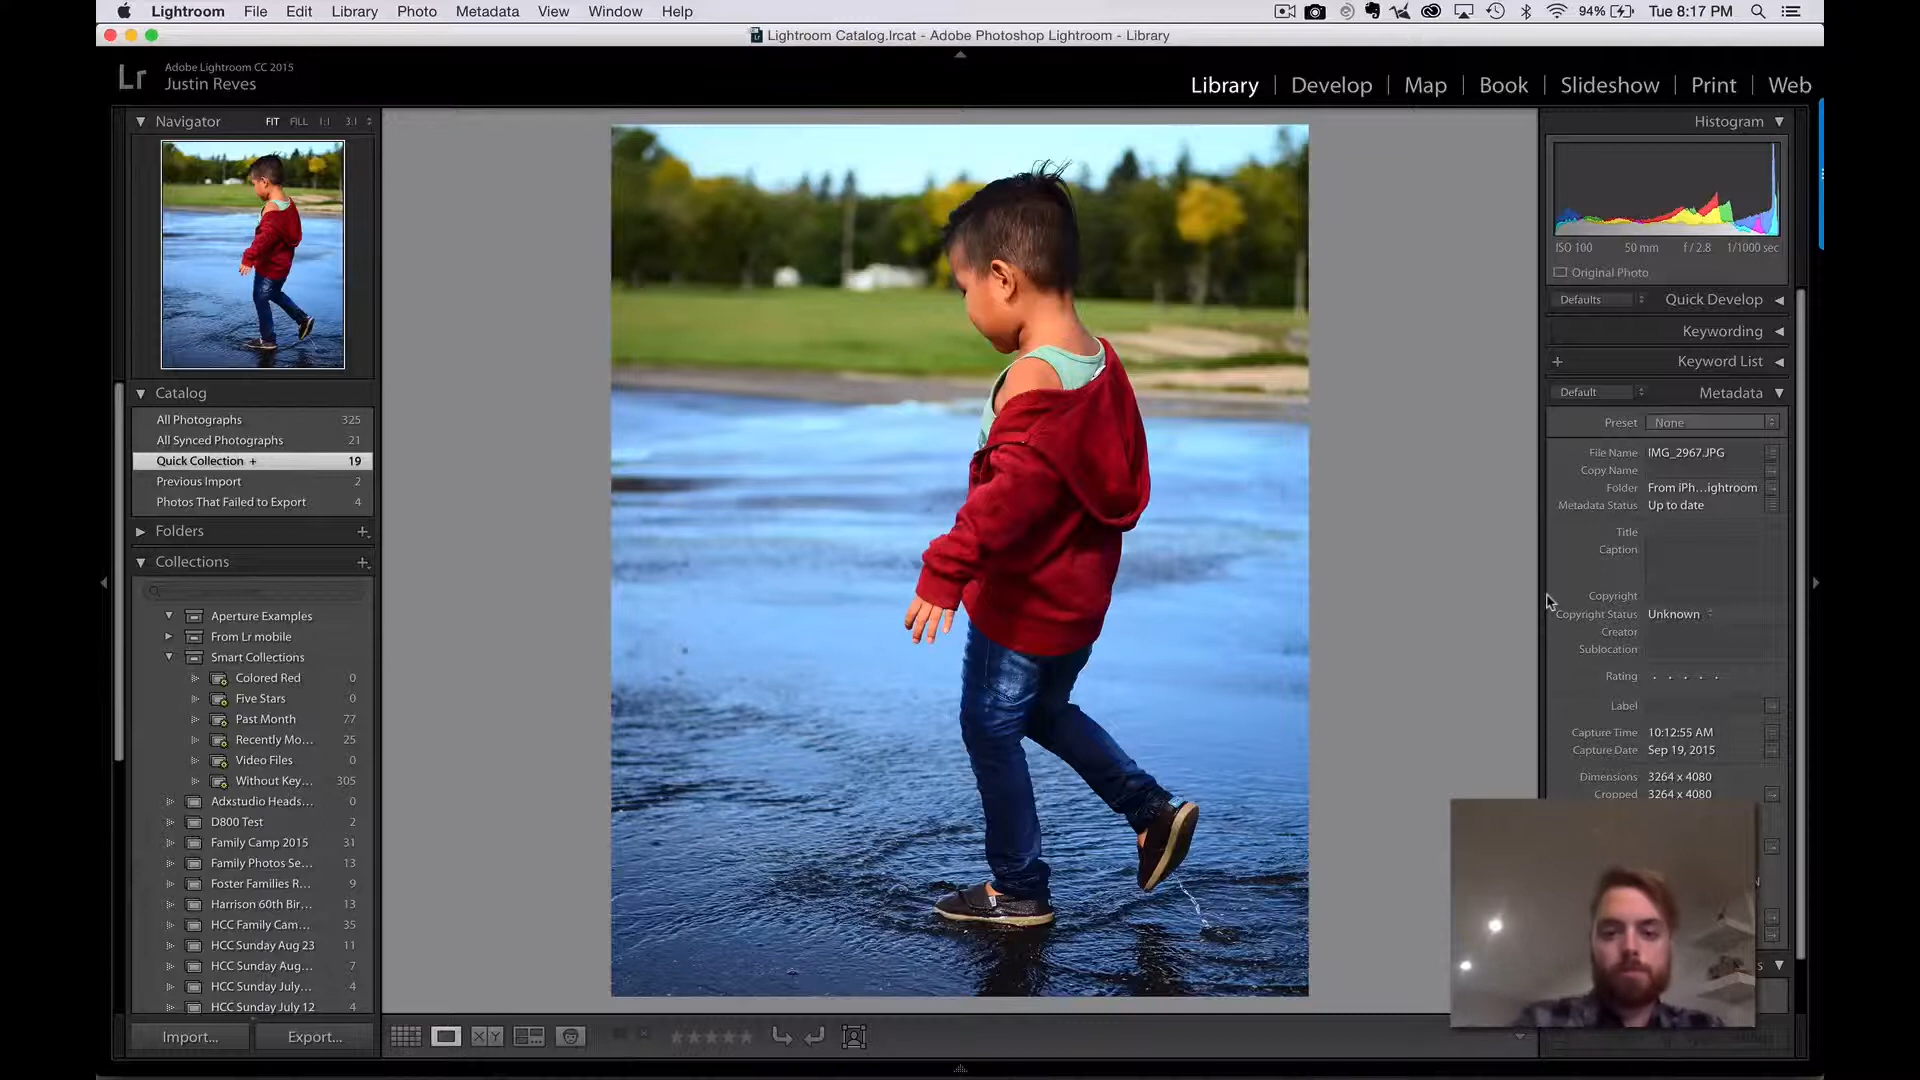 Lightroom File Edit Library Photo Metadata View Window Help 94% Tue 8:17 PM
Lightroom Catalog.lrcat - Adobe Photoshop Lightroom - Library
Lr Adobe Lightroom CC 2015
Justin Reves
Library | Develop | Map | Book | Slideshow | Print | Web
Navigator FIT FILL 1:1 3:1
Catalog
All Photographs 325
All Synced Photographs 21
Quick Collection + 19
Previous Import 2
Photos That Failed to Export 4
Folders +
Collections +
Aperture Examples
From Lr mobile
Smart Collections
Colored Red 0
Five Stars 0
Past Month 77
Recently Mo... 25
Video Files 0
Without Key... 305
Adxstudio Heads... 0
D800 Test 2
Family Camp 2015 31
Family Photos Se... 13
Foster Families R... 9
Harrison 60th Bir... 13
HCC Family Cam... 35
HCC Sunday Aug 23 11
HCC Sunday Aug... 7
HCC Sunday July... 4
HCC Sunday July 12 4
Import... Export...
X Y
Histogram
ISO 100 50 mm f / 2.8 1/1000 sec
Original Photo
Defaults Quick Develop
Keywording
+ Keyword List
Default Metadata
Preset None
File Name IMG_2967.JPG
Copy Name
Folder From iPh...ightroom
Metadata Status Up to date
Title
Caption
Copyright
Copyright Status Unknown
Creator
Sublocation
Rating . . . . .
Label
Capture Time 10:12:55 AM
Capture Date Sep 19, 2015
Dimensions 3264 x 4080
Cropped 3264 x 4080